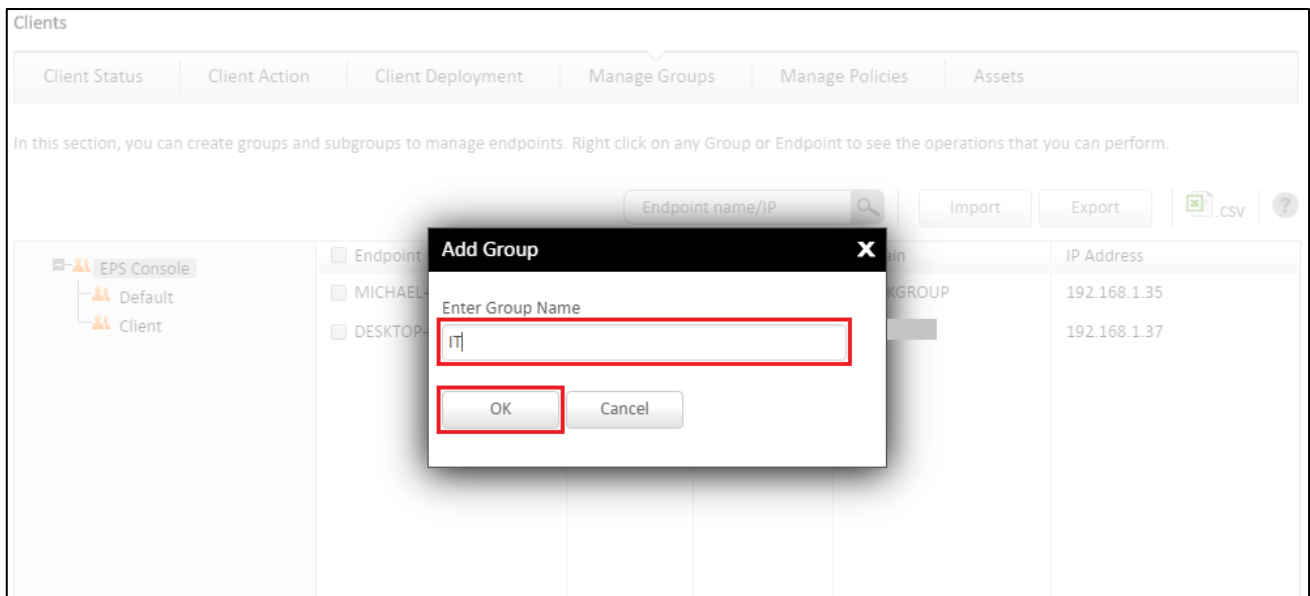 Clients
Client Status Client Action Client Deployment Manage Groups Manage Policies Assets
In this section, you can create groups and subgroups to manage endpoints. Right click on any Group or Endpoint to see the operations that you can perform.
Endpoint name/IP Import Export .csv ?
Add Group X
EPS Console Endpoint IP Address
Default MICHAEL- 192.168.1.35
Enter Group Name
Client DESKTOP- 192.168.1.37
IT
OK Cancel